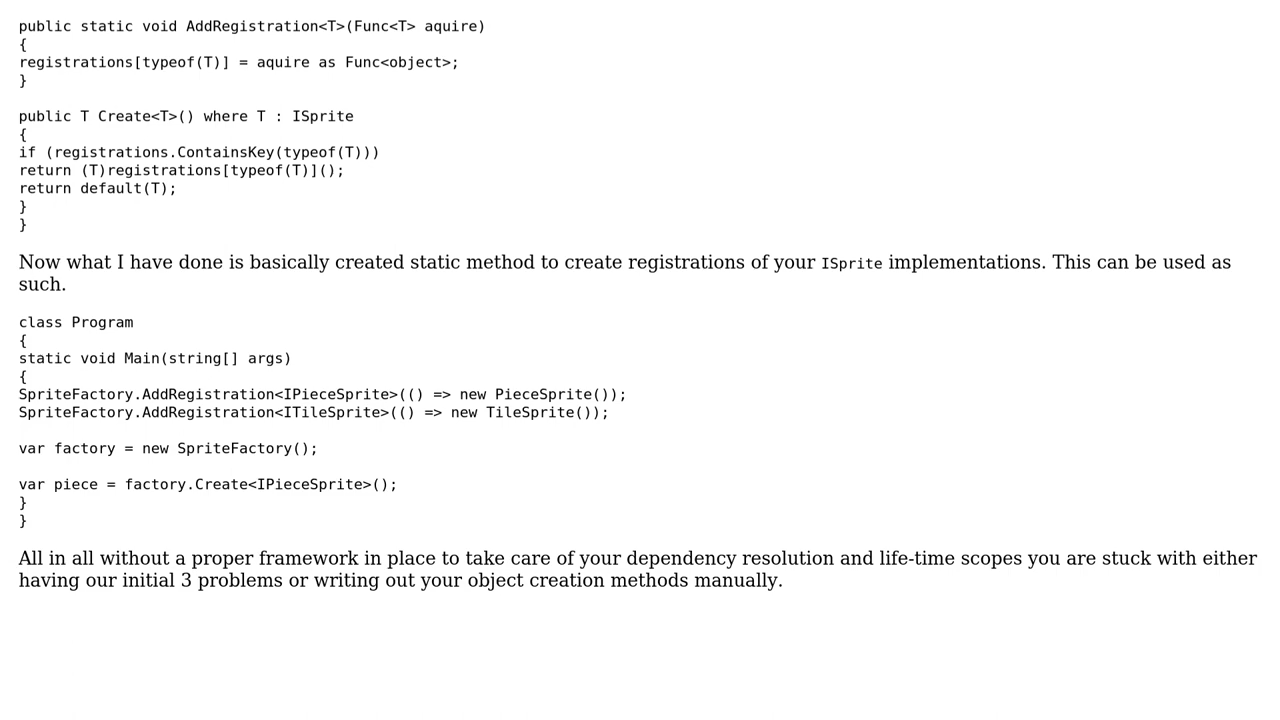 public static void AddRegistration<T>(Func<T> aquire)
{
registrations[typeof(T)] = aquire as Func<object>;
}
public T Create<T>() where T : ISprite
{
if (registrations.ContainsKey(typeof(T)))
return (T)registrations[typeof(T)]();
return default(T);
}
}
Now what I have done is basically created static method to create registrations of your ISprite implementations. This can be used as
such.
class Program
{
static void Main(string[] args)
{
SpriteFactory.AddRegistration<IPieceSprite>(() => new PieceSprite());
SpriteFactory.AddRegistration<ITileSprite>(() => new TileSprite());
var factory = new SpriteFactory();
var piece = factory.Create<IPieceSprite>();
}
}
All in all without a proper framework in place to take care of your dependency resolution and life-time scopes you are stuck with either
having our initial 3 problems or writing out your object creation methods manually.